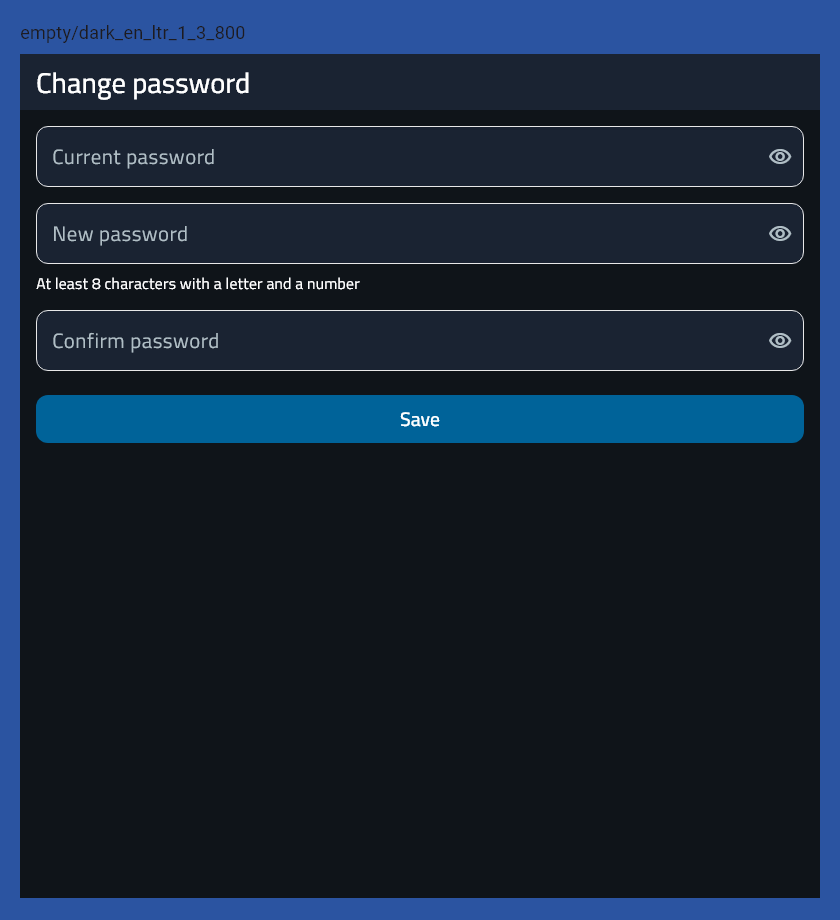 empty/dark_en_ltr_1_3_800
Change password
Current password
New password
At least 8 characters with a letter and a number
Confirm password
Save